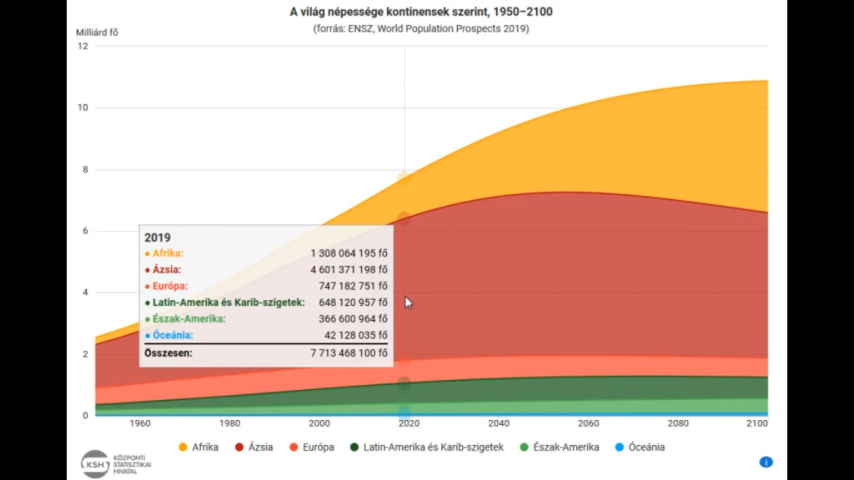 A világ népessége kontinensek szerint, 1950–2100
(forrás: ENSZ, World Population Prospects 2019)
Milliárd fő
12
10
8
6
4
2
0
2019
● Afrika: 1 308 064 195 fő
● Ázsia: 4 601 371 198 fő
● Európa: 747 182 751 fő
● Latin-Amerika és Karib-szigetek: 648 120 957 fő
● Észak-Amerika: 366 600 964 fő
● Óceánia: 42 128 035 fő
Összesen: 7 713 468 100 fő
1960 1980 2000 2020 2040 2060 2080 2100
Afrika Ázsia Európa Latin-Amerika és Karib-szigetek Észak-Amerika Óceánia
KSH
KÖZPONTI
STATISZTIKAI
HIVATAL
i